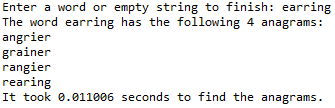 Enter a word or empty string to finish: earring
The word earring has the following 4 anagrams:
angrier
grainer
rangier
rearing
It took 0.011006 seconds to find the anagrams.